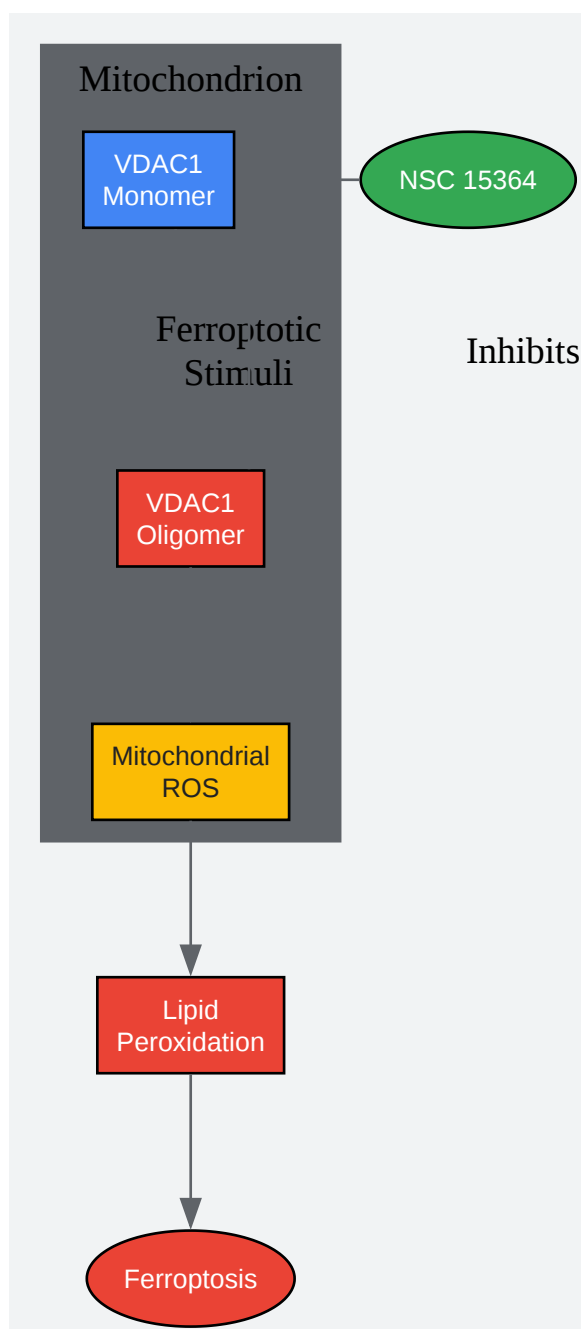 Mitochondrion
VDAC1
Monomer
NSC 15364
Ferroptotic
Stimuli
Inhibits
VDAC1
Oligomer
Mitochondrial
ROS
Lipid
Peroxidation
Ferroptosis